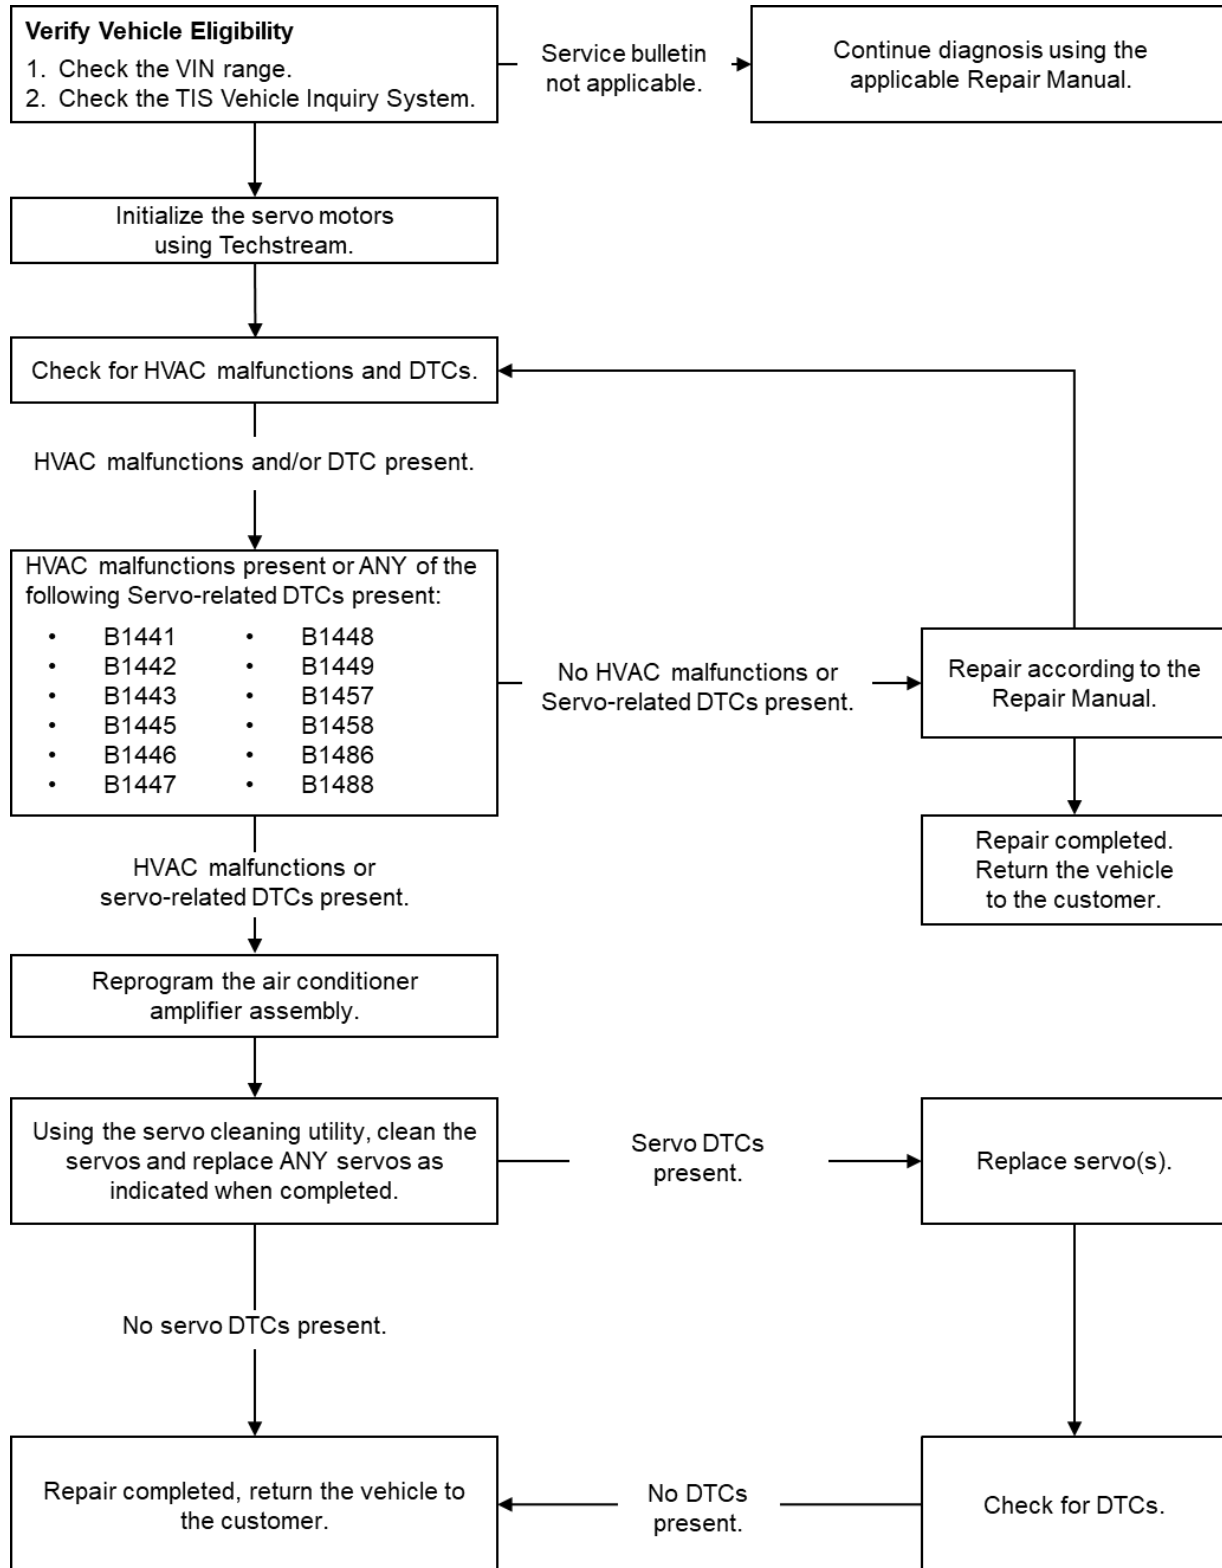 Verify Vehicle Eligibility
1. Check the VIN range.
2. Check the TIS Vehicle Inquiry System.
Service bulletin
not applicable.
Continue diagnosis using the
applicable Repair Manual.
Initialize the servo motors
using Techstream.
Check for HVAC malfunctions and DTCs.
HVAC malfunctions and/or DTC present.
HVAC malfunctions present or ANY of the
following Servo-related DTCs present:
• B1441 • B1448
• B1442 • B1449
• B1443 • B1457
• B1445 • B1458
• B1446 • B1486
• B1447 • B1488
No HVAC malfunctions or
Servo-related DTCs present.
Repair according to the
Repair Manual.
Repair completed.
Return the vehicle
to the customer.
HVAC malfunctions or
servo-related DTCs present.
Reprogram the air conditioner
amplifier assembly.
Using the servo cleaning utility, clean the
servos and replace ANY servos as
indicated when completed.
Servo DTCs
present.
Replace servo(s).
No servo DTCs present.
Repair completed, return the vehicle to
the customer.
No DTCs
present.
Check for DTCs.